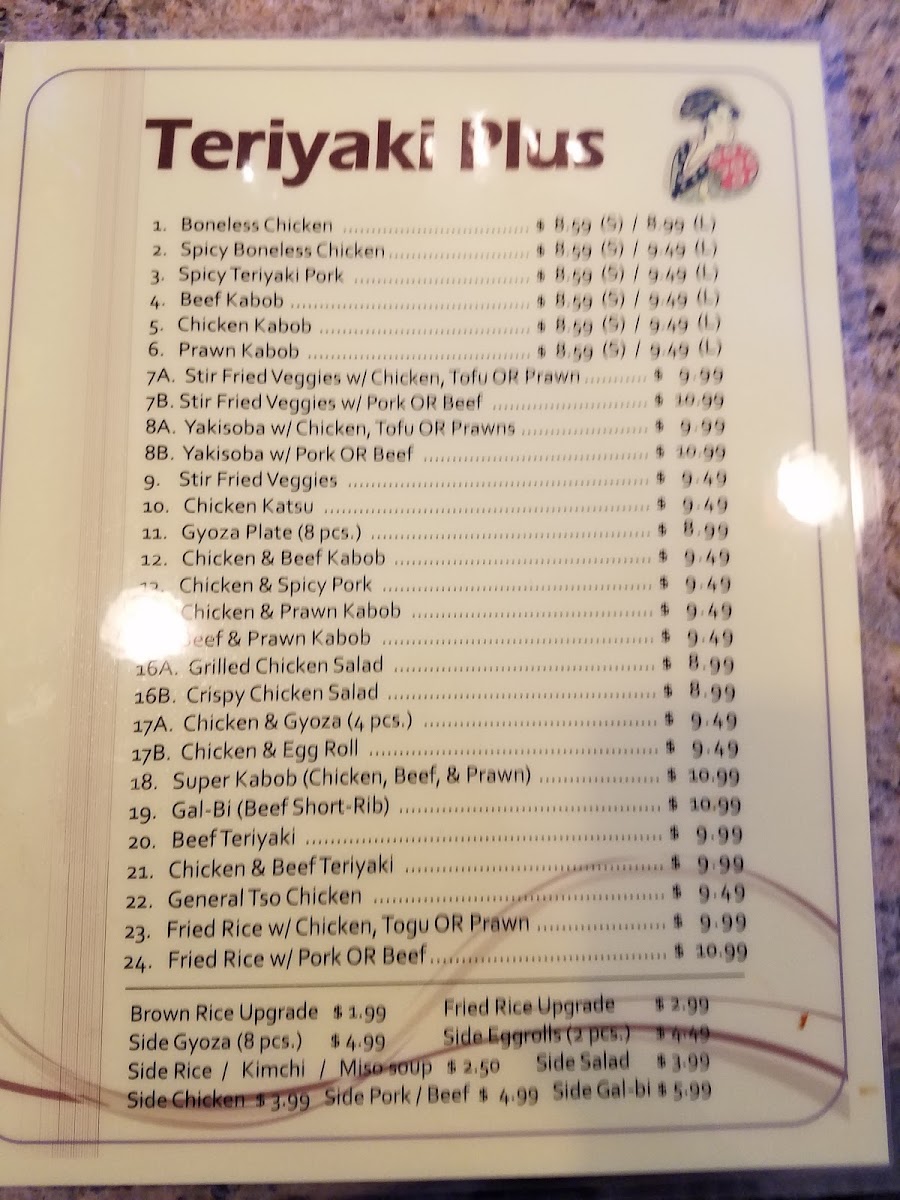 Teriyaki Plus
1. Boneless Chicken ................................ $ 8.59 (S) / 8.99 (L)
2. Spicy Boneless Chicken........................ $ 8.59 (S) / 9.49 (L)
3. Spicy Teriyaki Pork .............................. $ 8.59 (S) / 9.49 (L)
4. Beef Kabob ......................................... $ 8.59 (S) / 9.49 (L)
5. Chicken Kabob .................................... $ 8.59 (S) / 9.49 (L)
6. Prawn Kabob ...................................... $ 8.59 (S) / 9.49 (L)
7A. Stir Fried Veggies w/ Chicken, Tofu OR Prawn .......... $ 9.99
7B. Stir Fried Veggies w/ Pork OR Beef .......................... $ 10.99
8A. Yakisoba w/ Chicken, Tofu OR Prawns ..................... $ 9.99
8B. Yakisoba w/ Pork OR Beef ..................................... $ 10.99
9. Stir Fried Veggies ................................................. $ 9.49
10. Chicken Katsu ..................................................... $ 9.49
11. Gyoza Plate (8 pcs.) .............................................. $ 8.99
12. Chicken & Beef Kabob .......................................... $ 9.49
Chicken & Spicy Pork ............................................ $ 9.49
Chicken & Prawn Kabob ........................................ $ 9.49
Beef & Prawn Kabob ............................................ $ 9.49
16A. Grilled Chicken Salad .......................................... $ 8.99
16B. Crispy Chicken Salad ........................................... $ 8.99
17A. Chicken & Gyoza (4 pcs.) ..................................... $ 9.49
17B. Chicken & Egg Roll ............................................. $ 9.49
18. Super Kabob (Chicken, Beef, & Prawn) .................. $ 10.99
19. Gal-Bi (Beef Short-Rib) ........................................ $ 10.99
20. Beef Teriyaki ...................................................... $ 9.99
21. Chicken & Beef Teriyaki ....................................... $ 9.99
22. General Tso Chicken ............................................ $ 9.49
23. Fried Rice w/ Chicken, Togu OR Prawn ................... $ 9.99
24. Fried Rice w/ Pork OR Beef.................................... $ 10.99
Brown Rice Upgrade $ 1.99 Fried Rice Upgrade $ 2.99
Side Gyoza (8 pcs.) $ 4.99 Side Eggrolls (2 pcs.) $ 4.49
Side Rice / Kimchi / Miso soup $ 2.50 Side Salad $ 3.99
Side Chicken $ 3.99 Side Pork / Beef $ 4.99 Side Gal-bi $ 5.99